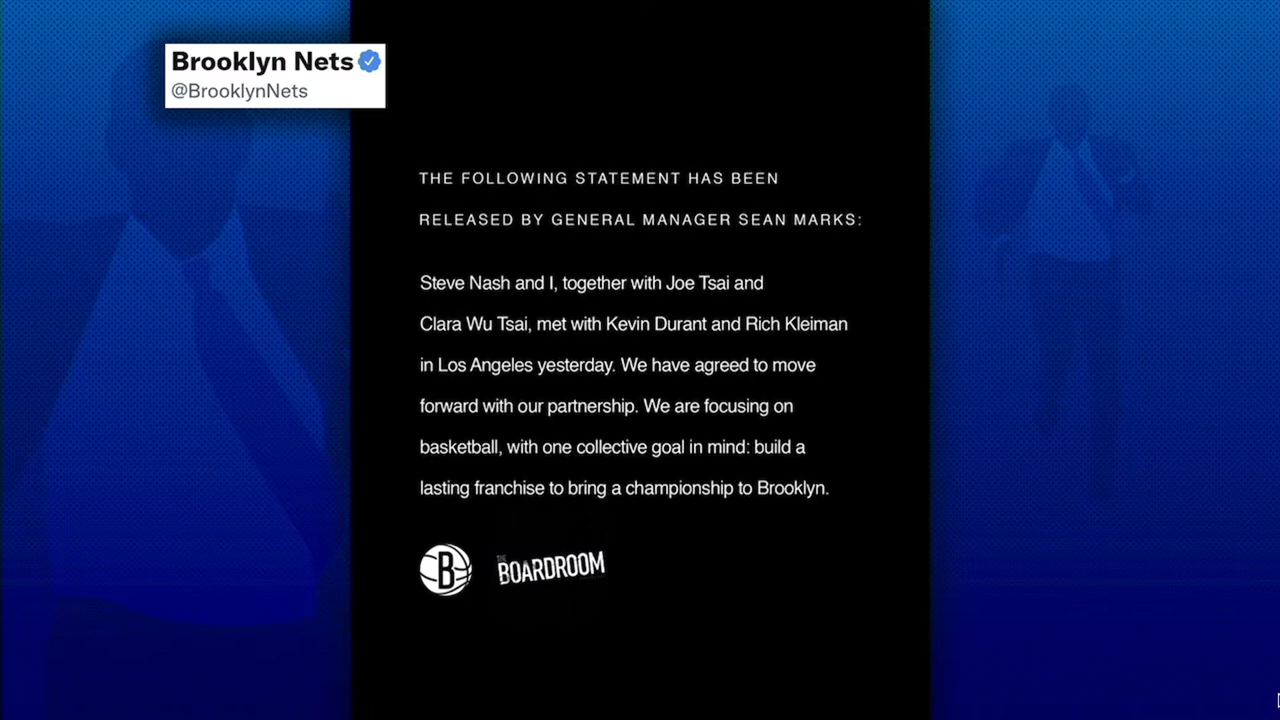 Brooklyn Nets
@BrooklynNets
THE FOLLOWING STATEMENT HAS BEEN
RELEASED BY GENERAL MANAGER SEAN MARKS:
Steve Nash and I, together with Joe Tsai and
Clara Wu Tsai, met with Kevin Durant and Rich Kleiman
in Los Angeles yesterday. We have agreed to move
forward with our partnership. We are focusing on
basketball, with one collective goal in mind: build a
lasting franchise to bring a championship to Brooklyn.
B
THE
BOARDROOM